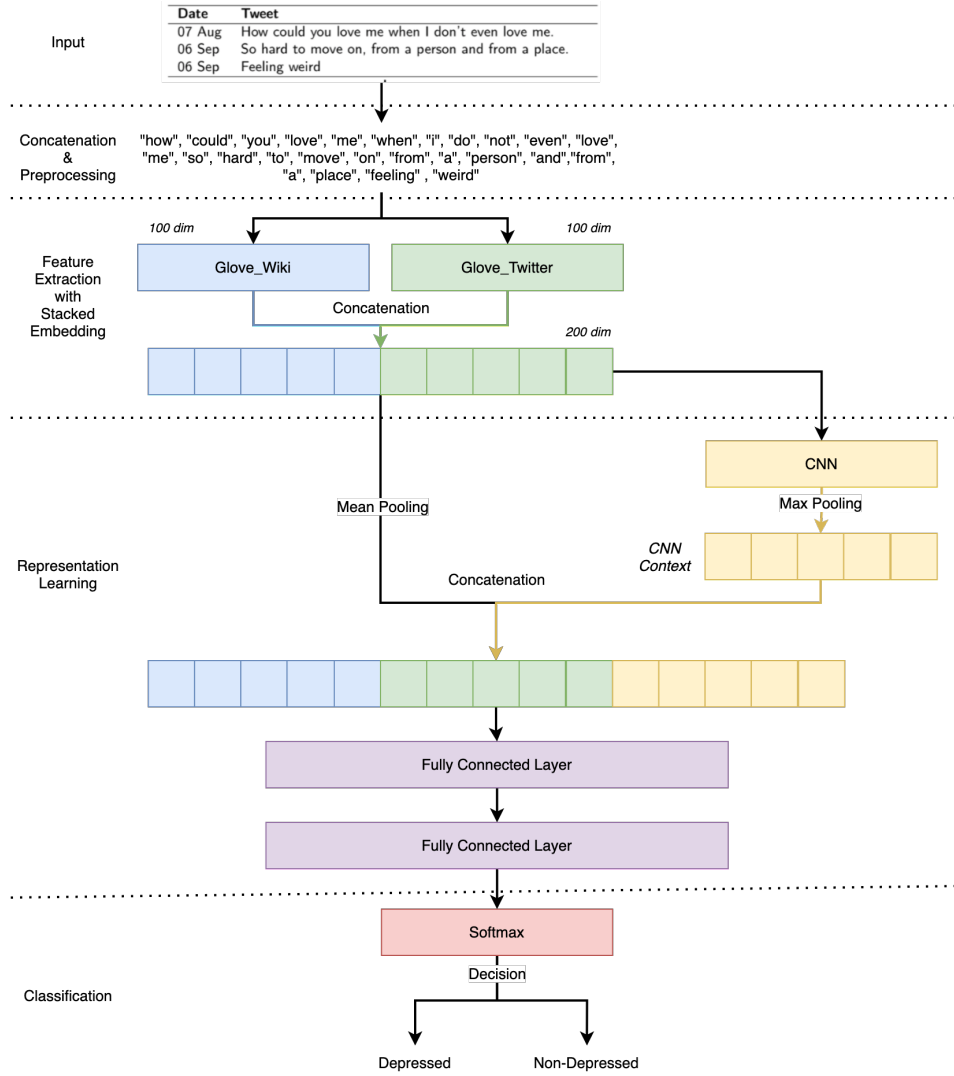 Input
Date Tweet
07 Aug How could you love me when I don't even love me.
06 Sep So hard to move on, from a person and from a place.
06 Sep Feeling weird
Concatenation
&
Preprocessing
"how", "could", "you", "love", "me", "when", "i", "do", "not", "even", "love",
"me", "so", "hard", "to", "move", "on", "from", "a", "person", "and","from",
"a", "place", "feeling" , "weird"
Feature
Extraction
with
Stacked
Embedding
100 dim
100 dim
Glove_Wiki
Glove_Twitter
Concatenation
200 dim
Representation
Learning
CNN
Mean Pooling
Max Pooling
CNN
Context
Concatenation
Fully Connected Layer
Fully Connected Layer
Classification
Softmax
Decision
Depressed
Non-Depressed